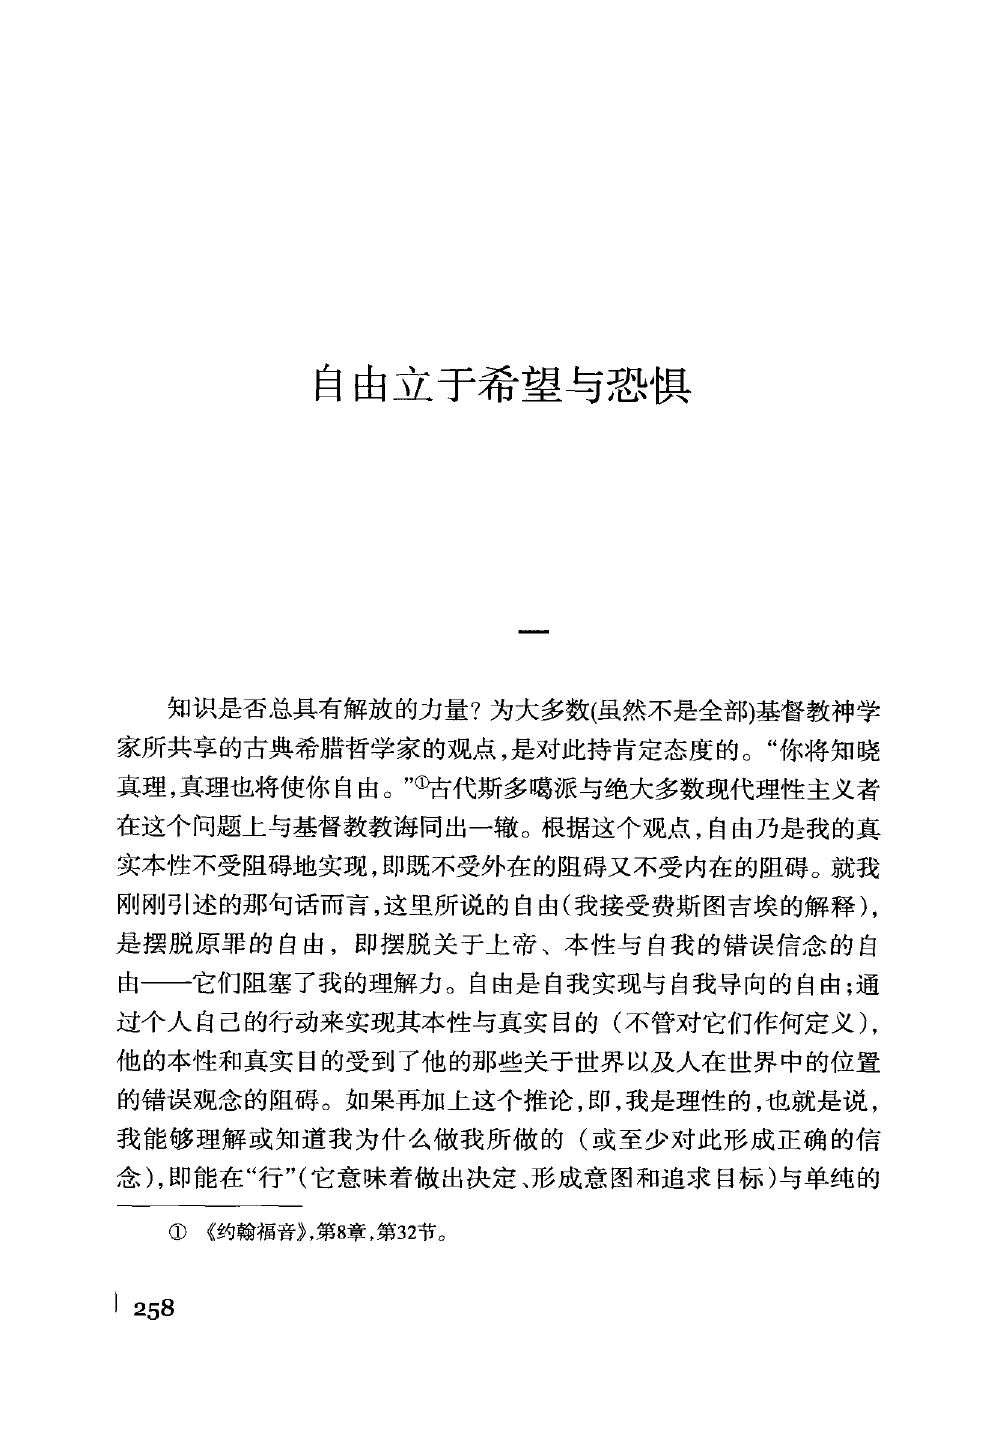 自由立于希望与恐惧
一
知识是否总具有解放的力量？为大多数(虽然不是全部)基督教神学
家所共享的古典希腊哲学家的观点,是对此持肯定态度的。“你将知晓
真理,真理也将使你自由。”①古代斯多噶派与绝大多数现代理性主义者
在这个问题上与基督教教诲同出一辙。根据这个观点,自由乃是我的真
实本性不受阻碍地实现,即既不受外在的阻碍又不受内在的阻碍。就我
刚刚引述的那句话而言,这里所说的自由(我接受费斯图吉埃的解释),
是摆脱原罪的自由，即摆脱关于上帝、本性与自我的错误信念的自
由——它们阻塞了我的理解力。自由是自我实现与自我导向的自由;通
过个人自己的行动来实现其本性与真实目的（不管对它们作何定义),
他的本性和真实目的受到了他的那些关于世界以及人在世界中的位置
的错误观念的阻碍。如果再加上这个推论,即,我是理性的,也就是说,
我能够理解或知道我为什么做我所做的（或至少对此形成正确的信
念),即能在“行”(它意味着做出决定、形成意图和追求目标)与单纯的
① 《约翰福音》,第8章,第32节。
258